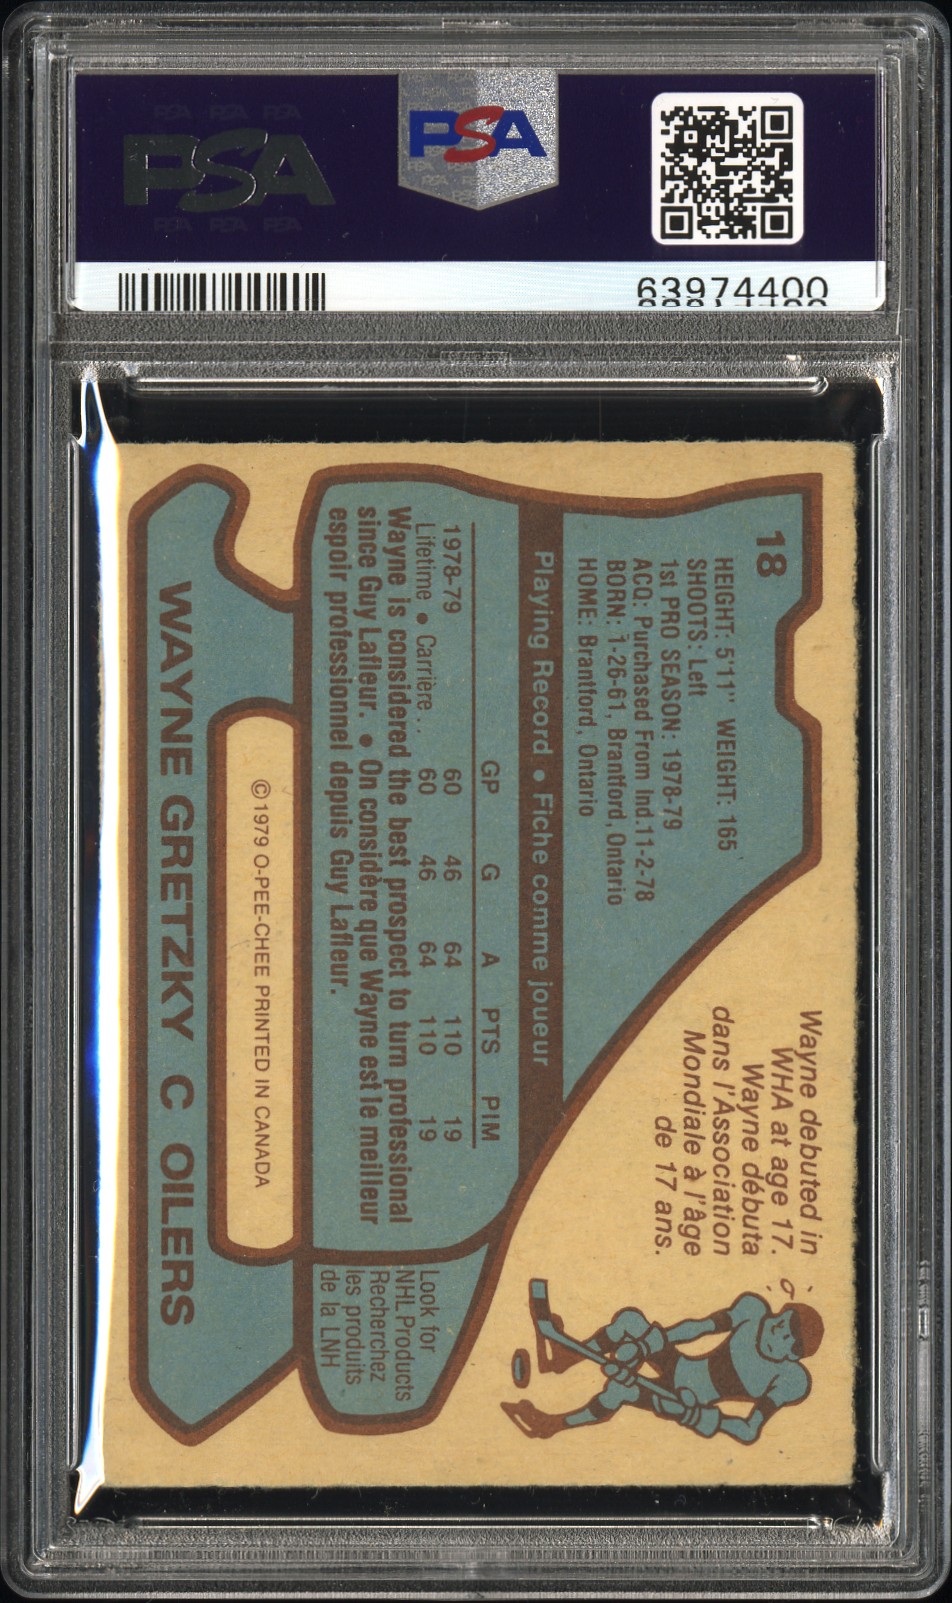 PSA
PSA
63974400
18
HEIGHT: 5'11" WEIGHT: 165
SHOOTS: Left
1st PRO SEASON: 1978-79
ACQ: Purchased From Ind.11-2-78
BORN: 1-26-61, Brantford, Ontario
HOME: Brantford, Ontario
Playing Record • Fiche comme joueur
GP G A PTS PIM
1978-79 60 46 64 110 19
Lifetime • Carrière... 60 46 64 110 19
Wayne is considered the best prospect to turn professional
since Guy Lafleur. • On considère que Wayne est le meilleur
espoir professionnel depuis Guy Lafleur.
Wayne debuted in
WHA at age 17.
Wayne débuta
dans l'Association
Mondiale à l'âge
de 17 ans.
Look for
NHL Products
Recherchez
les produits
de la LNH
©1979 O-PEE-CHEE PRINTED IN CANADA
WAYNE GRETZKY C OILERS